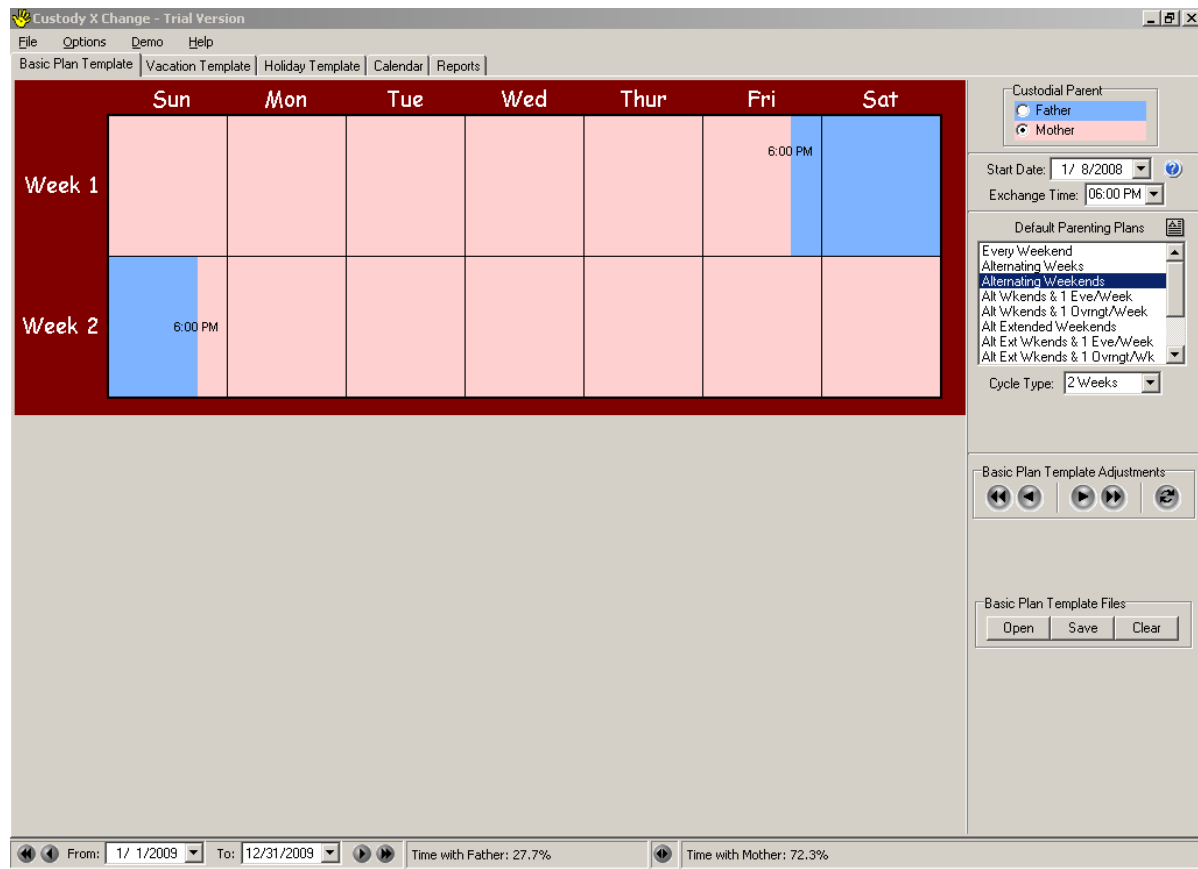 Custody X Change - Trial Version
File Options Demo Help
Basic Plan Template Vacation Template Holiday Template Calendar Reports
Sun Mon Tue Wed Thur Fri Sat
Week 1
6:00 PM
Week 2
6:00 PM
Custodial Parent
Father
Mother
Start Date: 1/ 8/2008
Exchange Time: 06:00 PM
Default Parenting Plans
Every Weekend
Alternating Weeks
Alternating Weekends
Alt Wkends & 1 Eve/Week
Alt Wkends & 1 Ovrngt/Week
Alt Extended Weekends
Alt Ext Wkends & 1 Eve/Week
Alt Ext Wkends & 1 Ovrngt/Wk
Cycle Type: 2 Weeks
Basic Plan Template Adjustments
Basic Plan Template Files
Open Save Clear
From: 1/ 1/2009 To: 12/31/2009 Time with Father: 27.7% Time with Mother: 72.3%